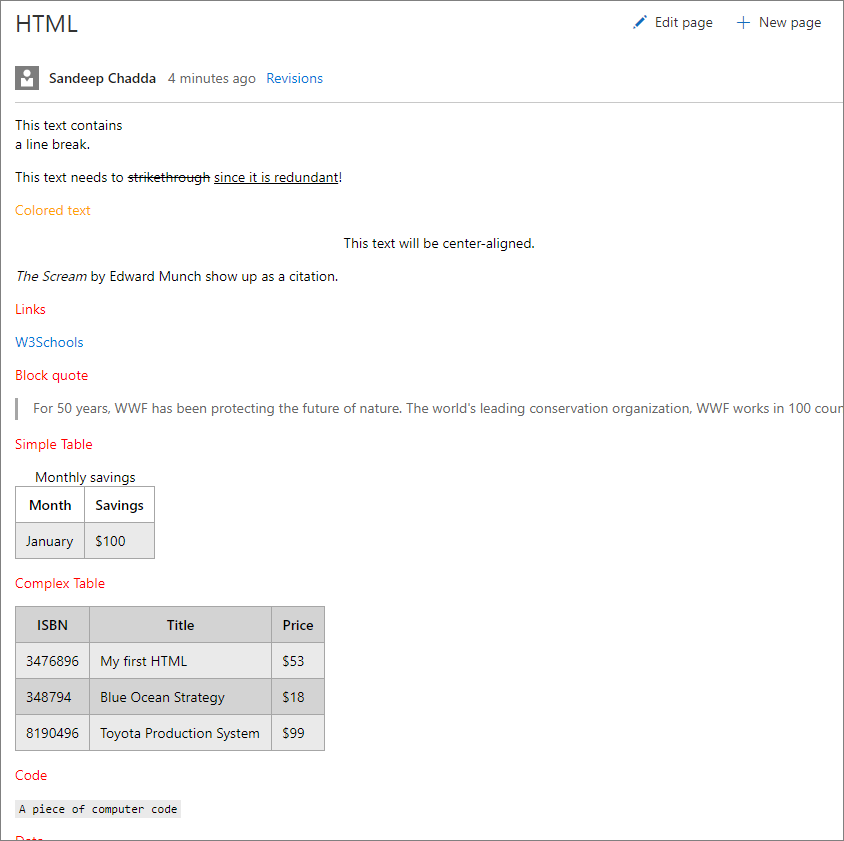 HTML
Edit page
New page
Sandeep Chadda 4 minutes ago Revisions
This text contains
a line break.
This text needs to strikethrough since it is redundant!
Colored text
This text will be center-aligned.
The Scream by Edward Munch show up as a citation.
Links
W3Schools
Block quote
For 50 years, WWF has been protecting the future of nature. The world's leading conservation organization, WWF works in 100
Simple Table
Monthly savings
Month Savings
January $100
Complex Table
ISBN Title Price
3476896 My first HTML $53
348794 Blue Ocean Strategy $18
8190496 Toyota Production System $99
Code
A piece of computer code